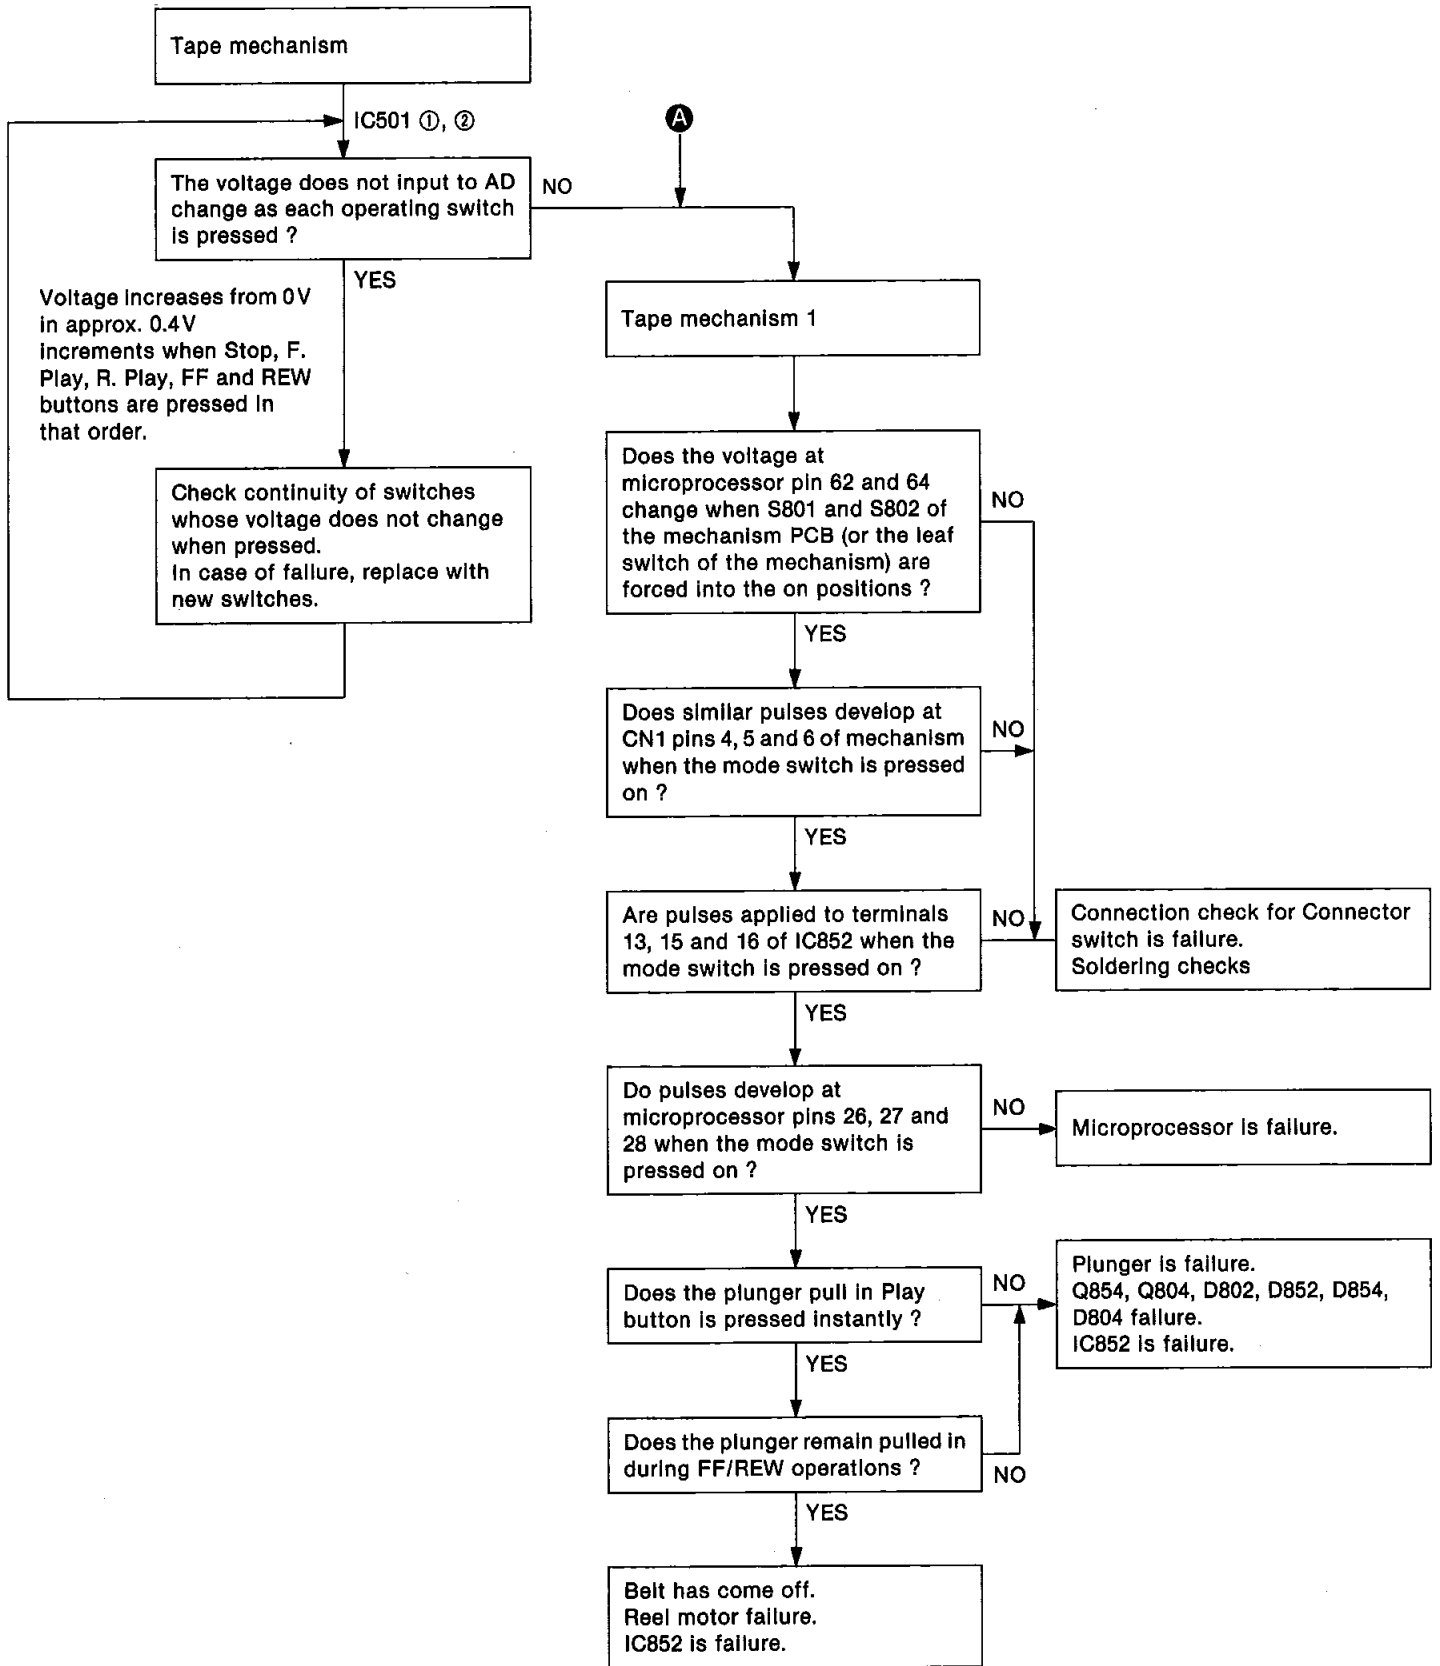 Tape mechanism
IC501 ①, ②
The voltage does not input to AD
change as each operating switch
is pressed ?
NO
YES
Voltage increases from 0V
in approx. 0.4V
increments when Stop, F.
Play, R. Play, FF and REW
buttons are pressed in
that order.
Check continuity of switches
whose voltage does not change
when pressed.
In case of failure, replace with
new switches.
A
Tape mechanism 1
Does the voltage at
microprocessor pin 62 and 64
change when S801 and S802 of
the mechanism PCB (or the leaf
switch of the mechanism) are
forced into the on positions ?
NO
YES
Does similar pulses develop at
CN1 pins 4, 5 and 6 of mechanism
when the mode switch is pressed
on ?
NO
YES
Are pulses applied to terminals
13, 15 and 16 of IC852 when the
mode switch is pressed on ?
NO
Connection check for Connector
switch is failure.
Soldering checks
YES
Do pulses develop at
microprocessor pins 26, 27 and
28 when the mode switch is
pressed on ?
NO
Microprocessor is failure.
YES
Does the plunger pull in Play
button is pressed instantly ?
NO
Plunger is failure.
Q854, Q804, D802, D852, D854,
D804 failure.
IC852 is failure.
YES
Does the plunger remain pulled in
during FF/REW operations ?
NO
YES
Belt has come off.
Reel motor failure.
IC852 is failure.